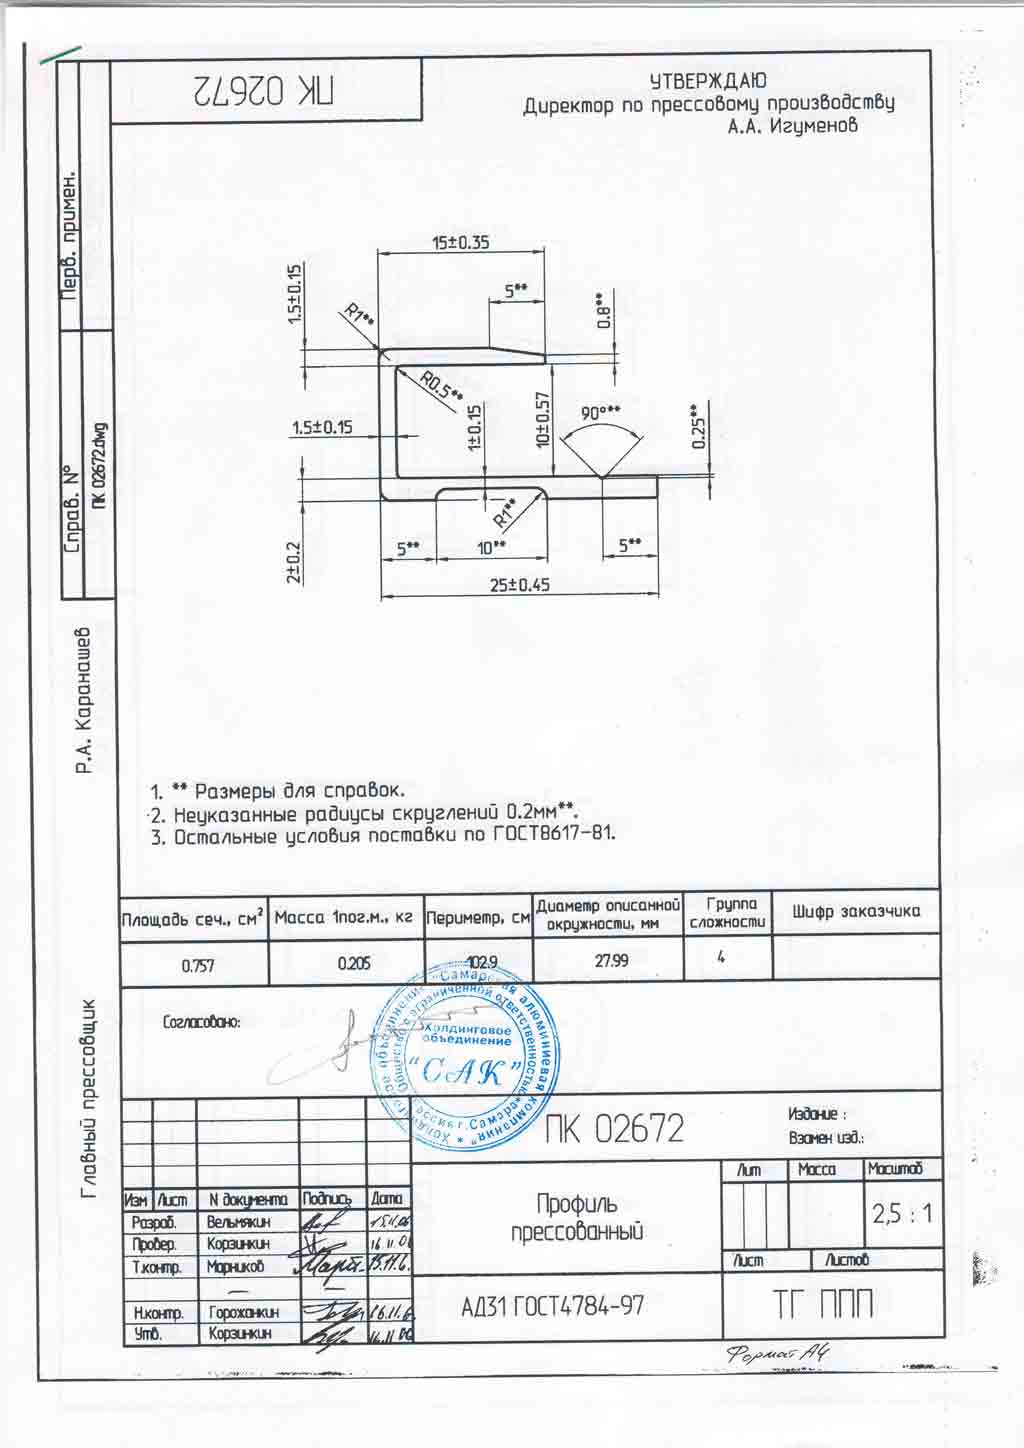 ПК 02672
УТВЕРЖДАЮ
Директор по прессовому производству
А.А. Игуменов
Перв. примен.
Справ. N°
ПК 02672.dwg
Р.А. Каранашев
Главный прессовщик
15±0.35
5**
1.5±0.15
R1**
0.8**
R0.5**
1.5±0.15
1±0.15
10±0.57
90°**
0.25**
2±0.2
R1**
5**
10**
5**
25±0.45
1. ** Размеры для справок.
2. Неуказанные радиусы скруглений 0.2мм**.
3. Остальные условия поставки по ГОСТ8617-81.
Площадь сеч., см² Масса 1пог.м., кг Периметр, см Диаметр описанной окружности, мм Группа сложности Шифр заказчика
0.757 0.205 102.9 27.99 4
Согласовано:
"Самарская алюминиевая компания"
Общество с ограниченной ответственностью
Холдинговое объединение
Холдинговое
объединение
"САК"
Россия г.Самара
ПК 02672
Издание :
Взамен изд.:
Лит Масса Масштаб
Изм Лист N документа Подпись Дата
Профиль
прессованный
2,5 : 1
Разраб. Вельмякин 15.11.06
Провер. Корзинкин 16.11.06
Т.контр. Марников 15.11.6.
Лист Листов
Н.контр. Горожанкин 16.11.6
Утв. Корзинкин 16.11.06
АД31 ГОСТ4784-97
ТГ ППП
Формат А4